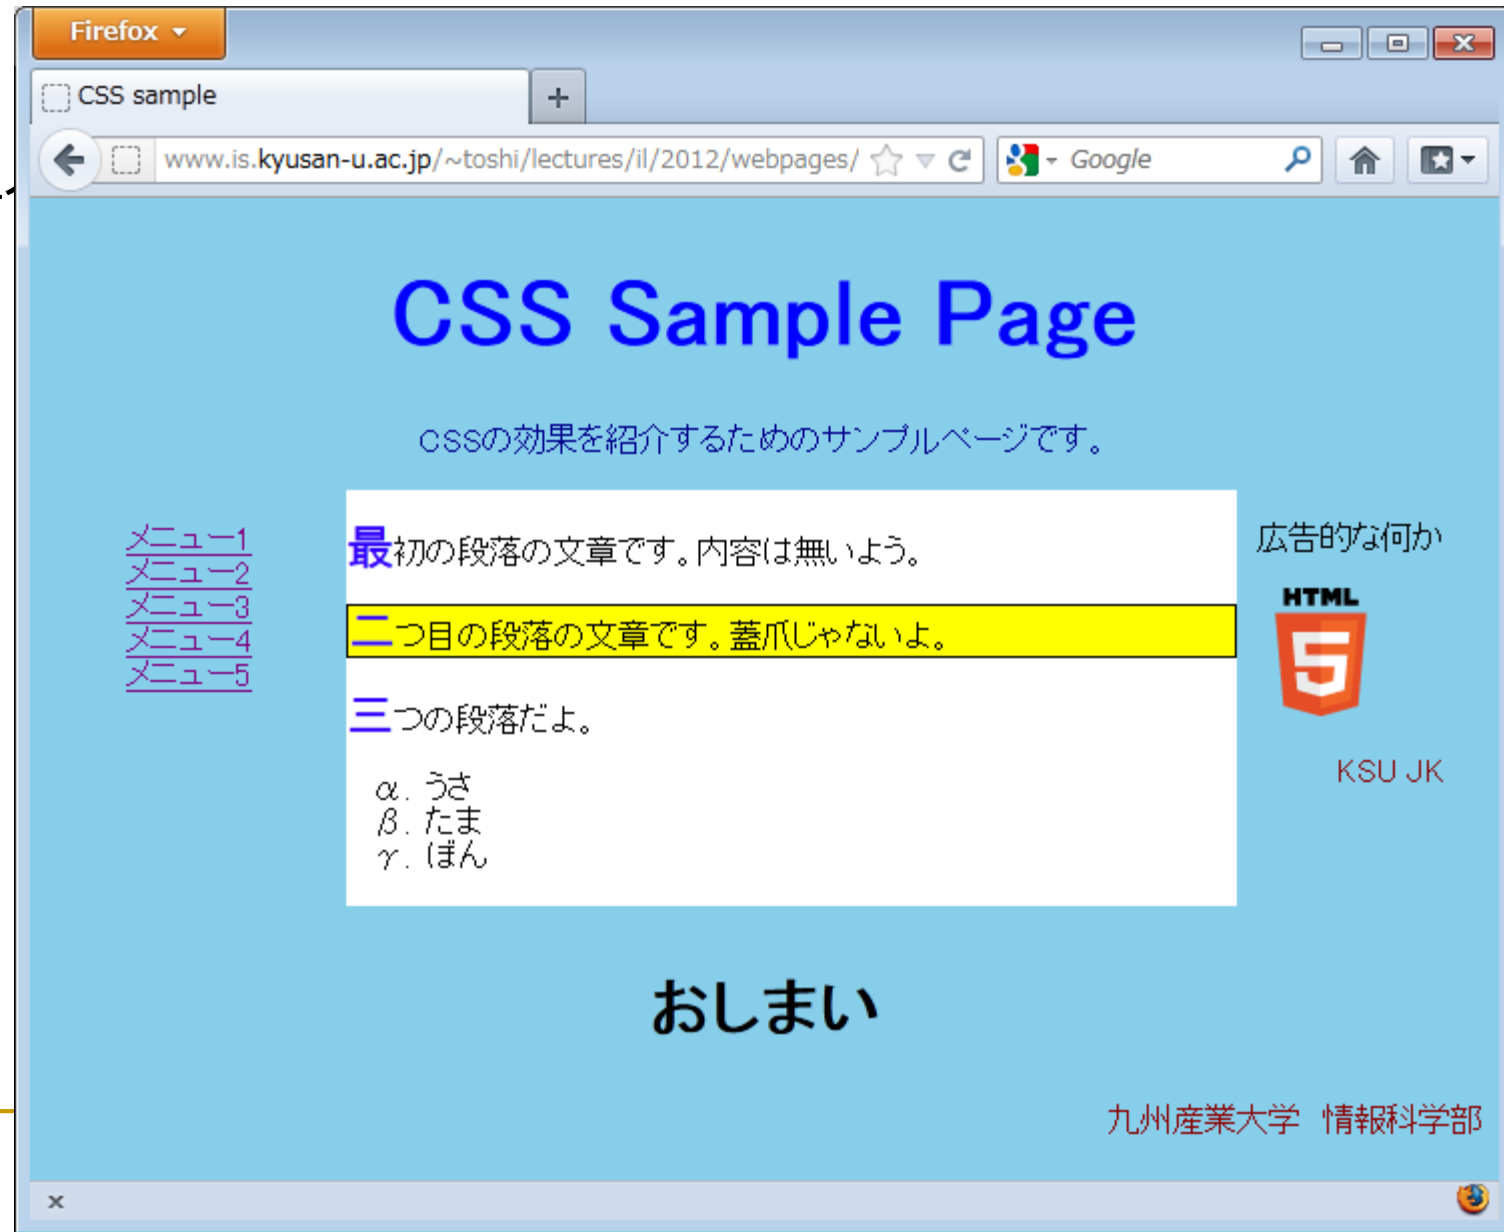 Firefox
CSS sample
www.is.kyusan-u.ac.jp/~toshi/lectures/il/2012/webpages/
Google
CSS Sample Page
CSSの効果を紹介するためのサンプルページです。
メニュー1
メニュー2
メニュー3
メニュー4
メニュー5
最初の段落の文章です。内容は無いよう。
二つ目の段落の文章です。蓋爪じゃないよ。
三つの段落だよ。
α. うさ
β. たま
γ. ぼん
広告的な何か
HTML
5
KSU JK
おしまい
九州産業大学 情報科学部